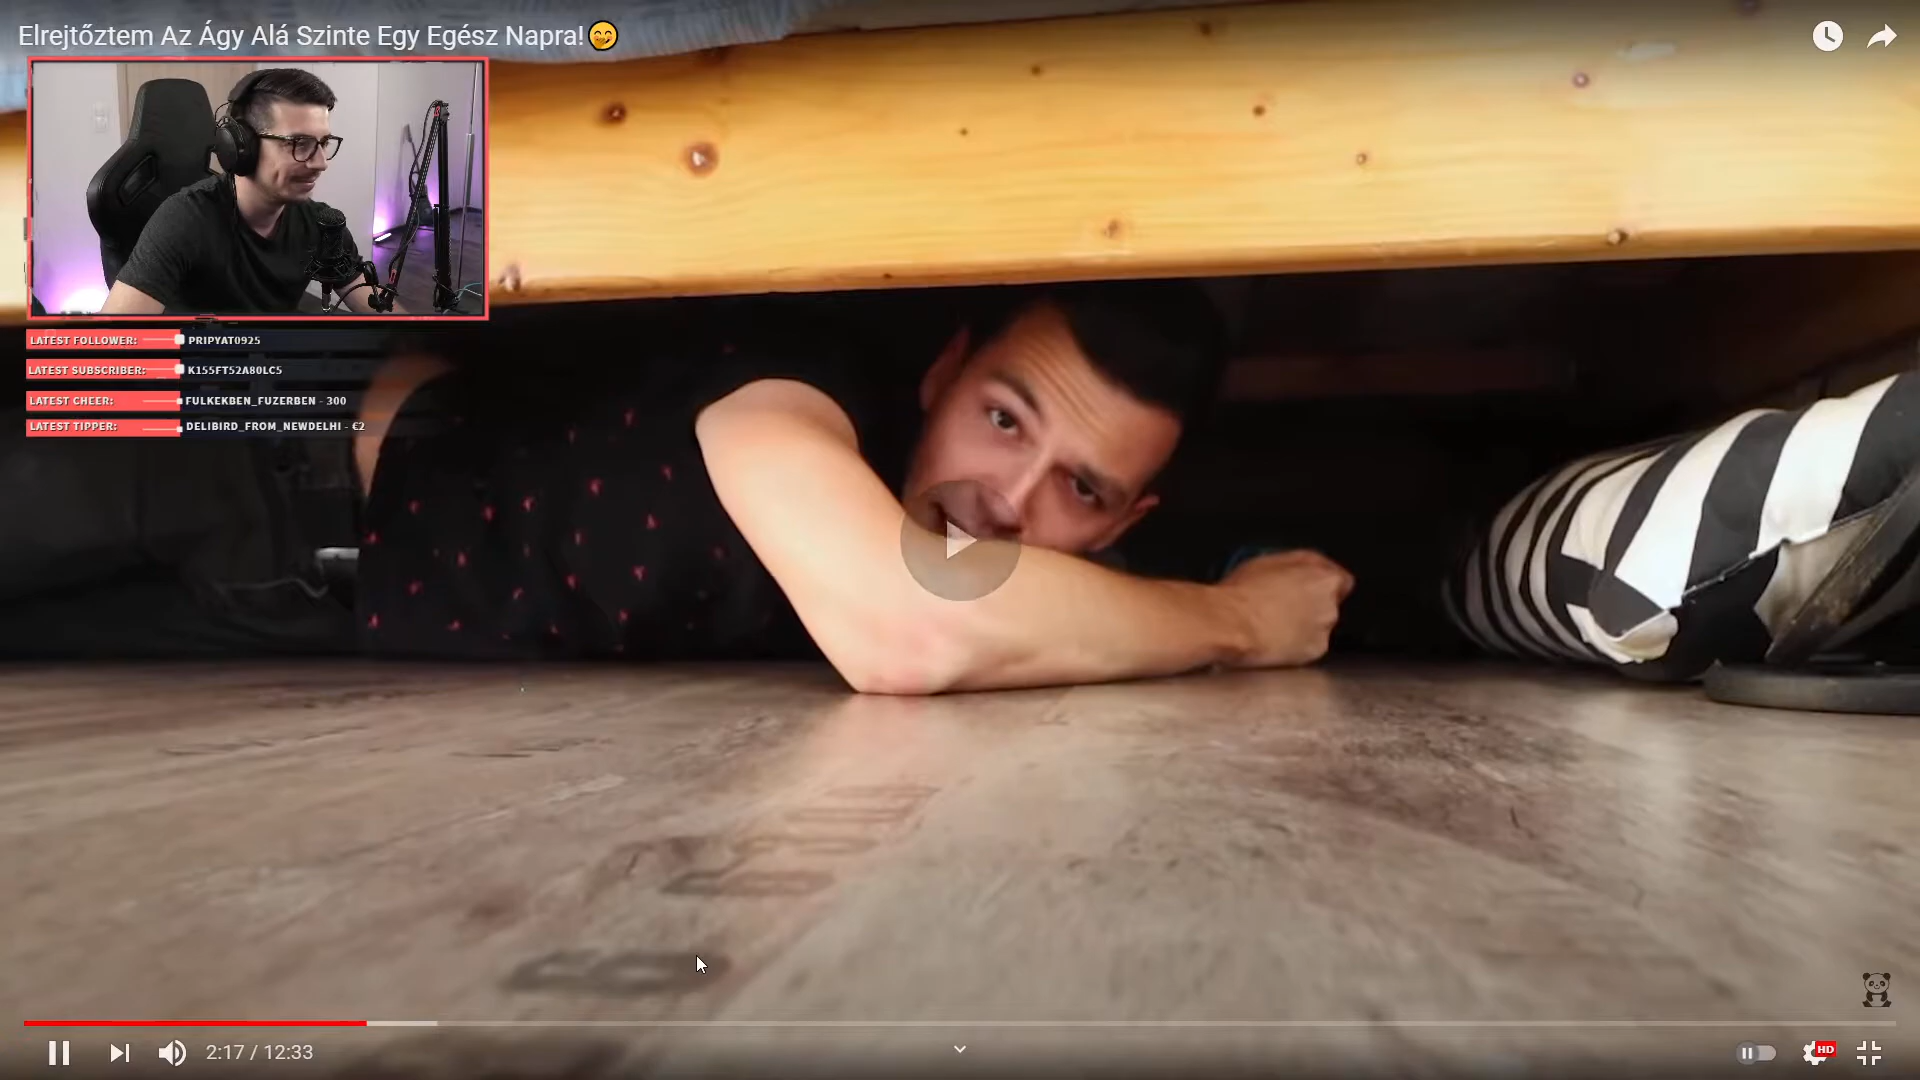 Elrejtőztem Az Ágy Alá Szinte Egy Egész Napra!🤭
LATEST FOLLOWER: PRIPYAT0925
LATEST SUBSCRIBER: K155FT52A80LC5
LATEST CHEER: FULKEKBEN_FUZERBEN - 300
LATEST TIPPER: DELIBIRD_FROM_NEWDELHI - €2
2:17 / 12:33
HD